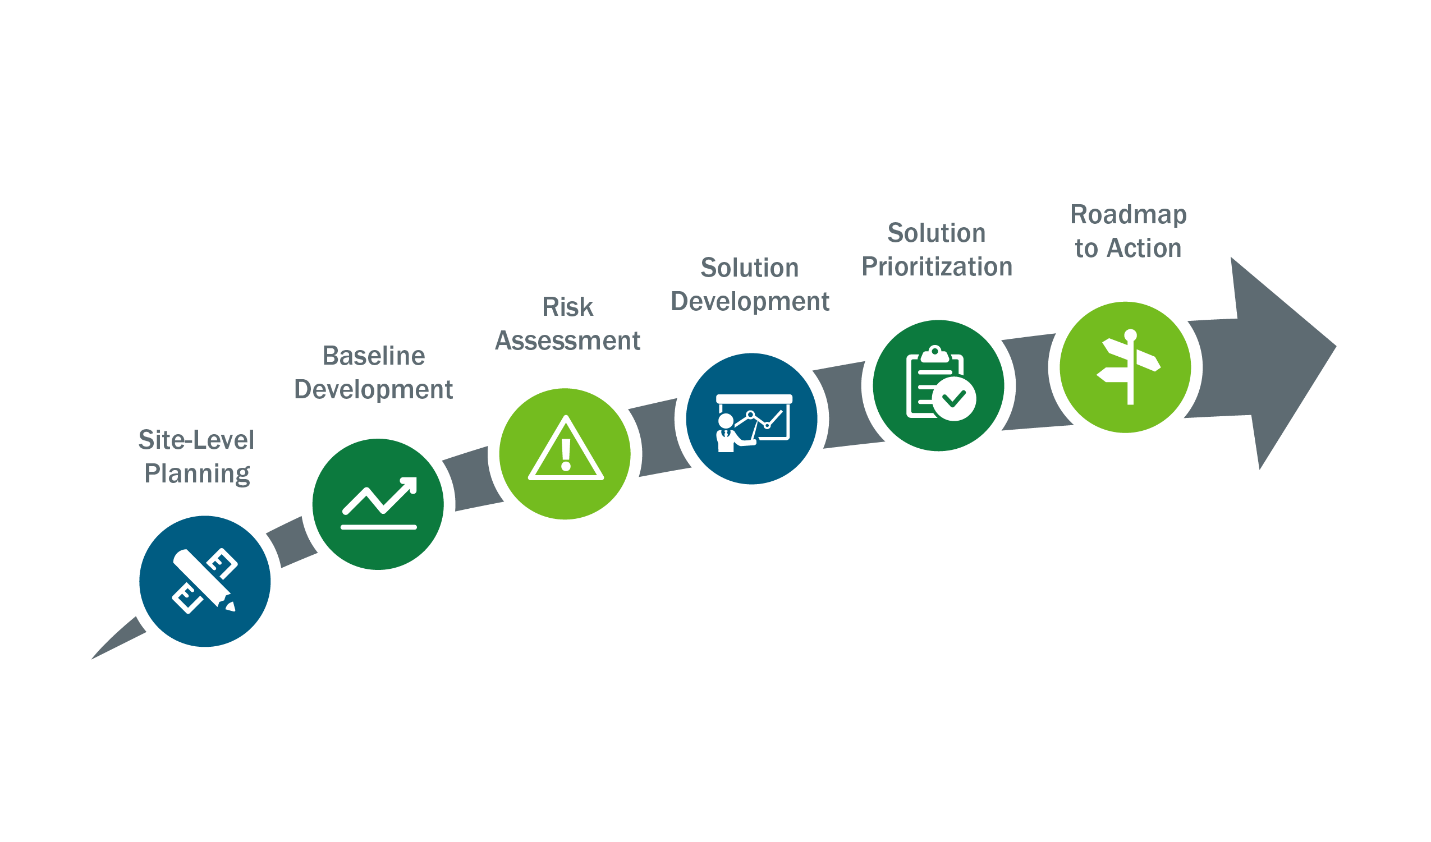 Site-Level
Planning
Baseline
Development
Risk
Assessment
Solution
Development
Solution
Prioritization
Roadmap
to Action